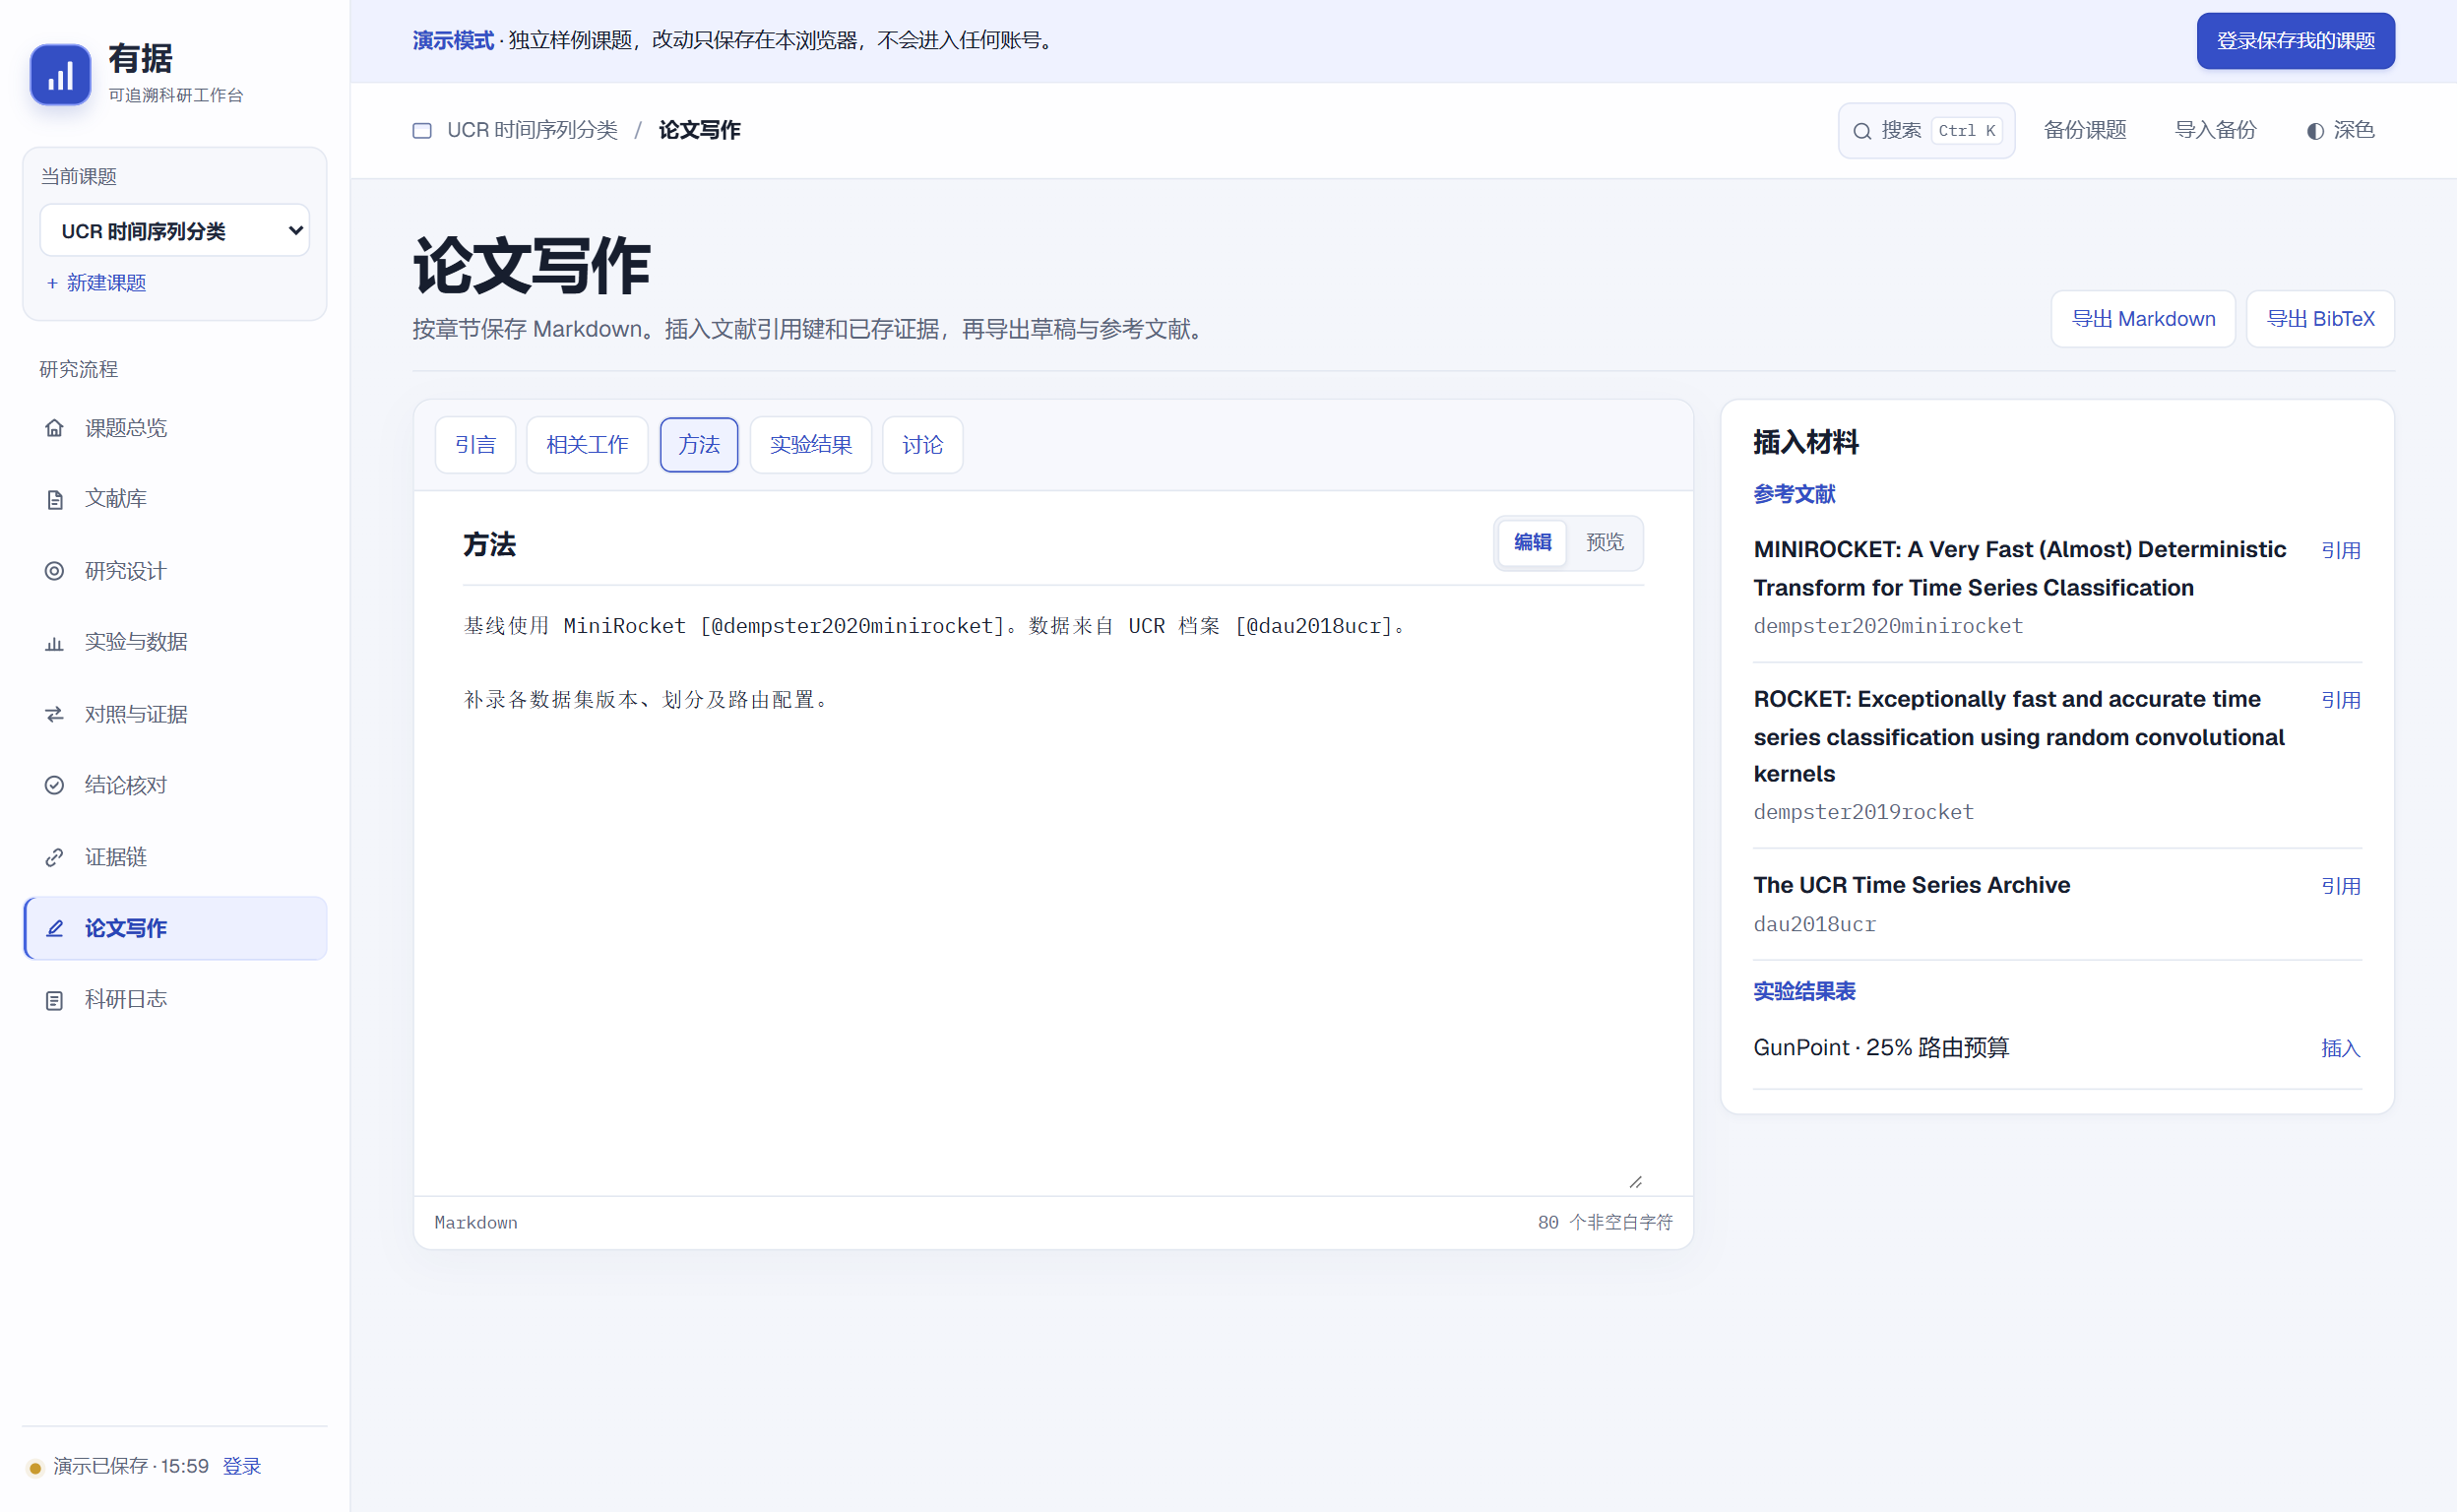 有据
可追溯科研工作台
当前课题
UCR 时间序列分类
+ 新建课题
研究流程
课题总览
文献库
研究设计
实验与数据
对照与证据
结论核对
证据链
论文写作
科研日志
演示已保存 · 15:59 登录
演示模式 · 独立样例课题，改动只保存在本浏览器，不会进入任何账号。
登录保存我的课题
UCR 时间序列分类 / 论文写作
搜索 Ctrl K
备份课题
导入备份
深色
论文写作
按章节保存 Markdown。插入文献引用键和已存证据，再导出草稿与参考文献。
导出 Markdown
导出 BibTeX
引言
相关工作
方法
实验结果
讨论
方法
编辑
预览
基线使用 MiniRocket [@dempster2020minirocket]。数据来自 UCR 档案 [@dau2018ucr]。
补录各数据集版本、划分及路由配置。
Markdown
80 个非空白字符
插入材料
参考文献
MINIROCKET: A Very Fast (Almost) Deterministic
Transform for Time Series Classification
引用
dempster2020minirocket
ROCKET: Exceptionally fast and accurate time
series classification using random convolutional
kernels
引用
dempster2019rocket
The UCR Time Series Archive
引用
dau2018ucr
实验结果表
GunPoint · 25% 路由预算
插入